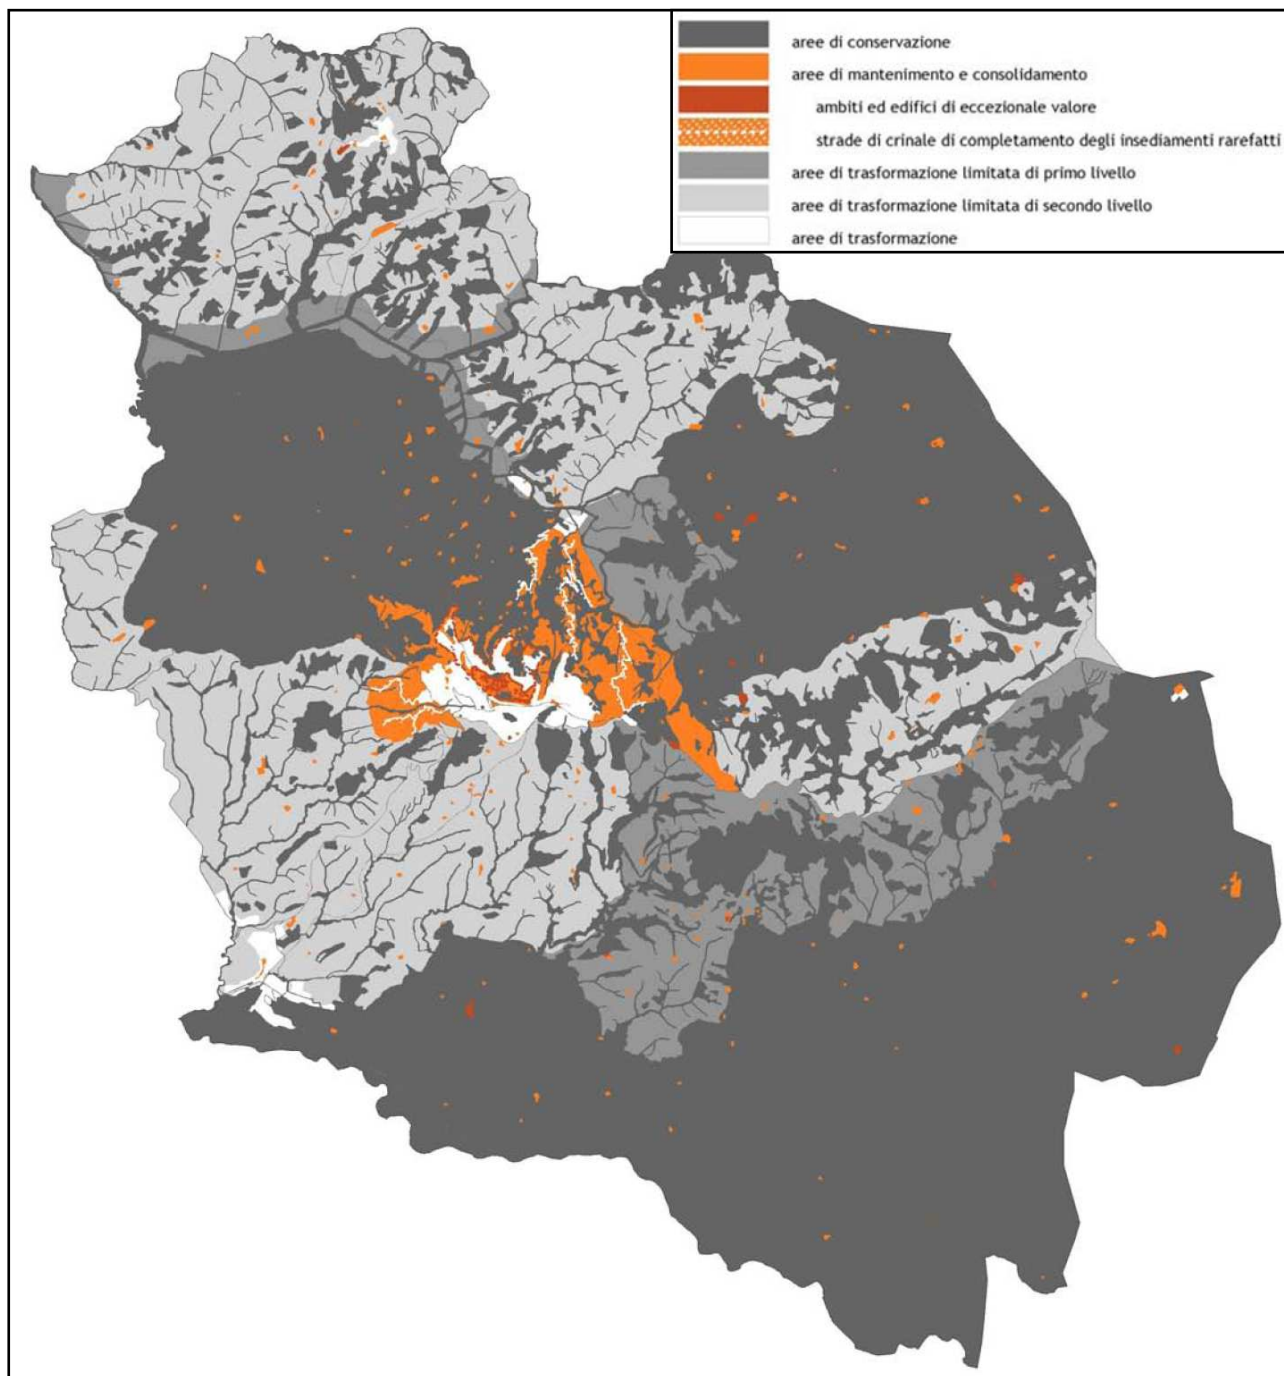 aree di conservazione
aree di mantenimento e consolidamento
ambiti ed edifici di eccezionale valore
strade di crinale di completamento degli insediamenti rarefatti
aree di trasformazione limitata di primo livello
aree di trasformazione limitata di secondo livello
aree di trasformazione